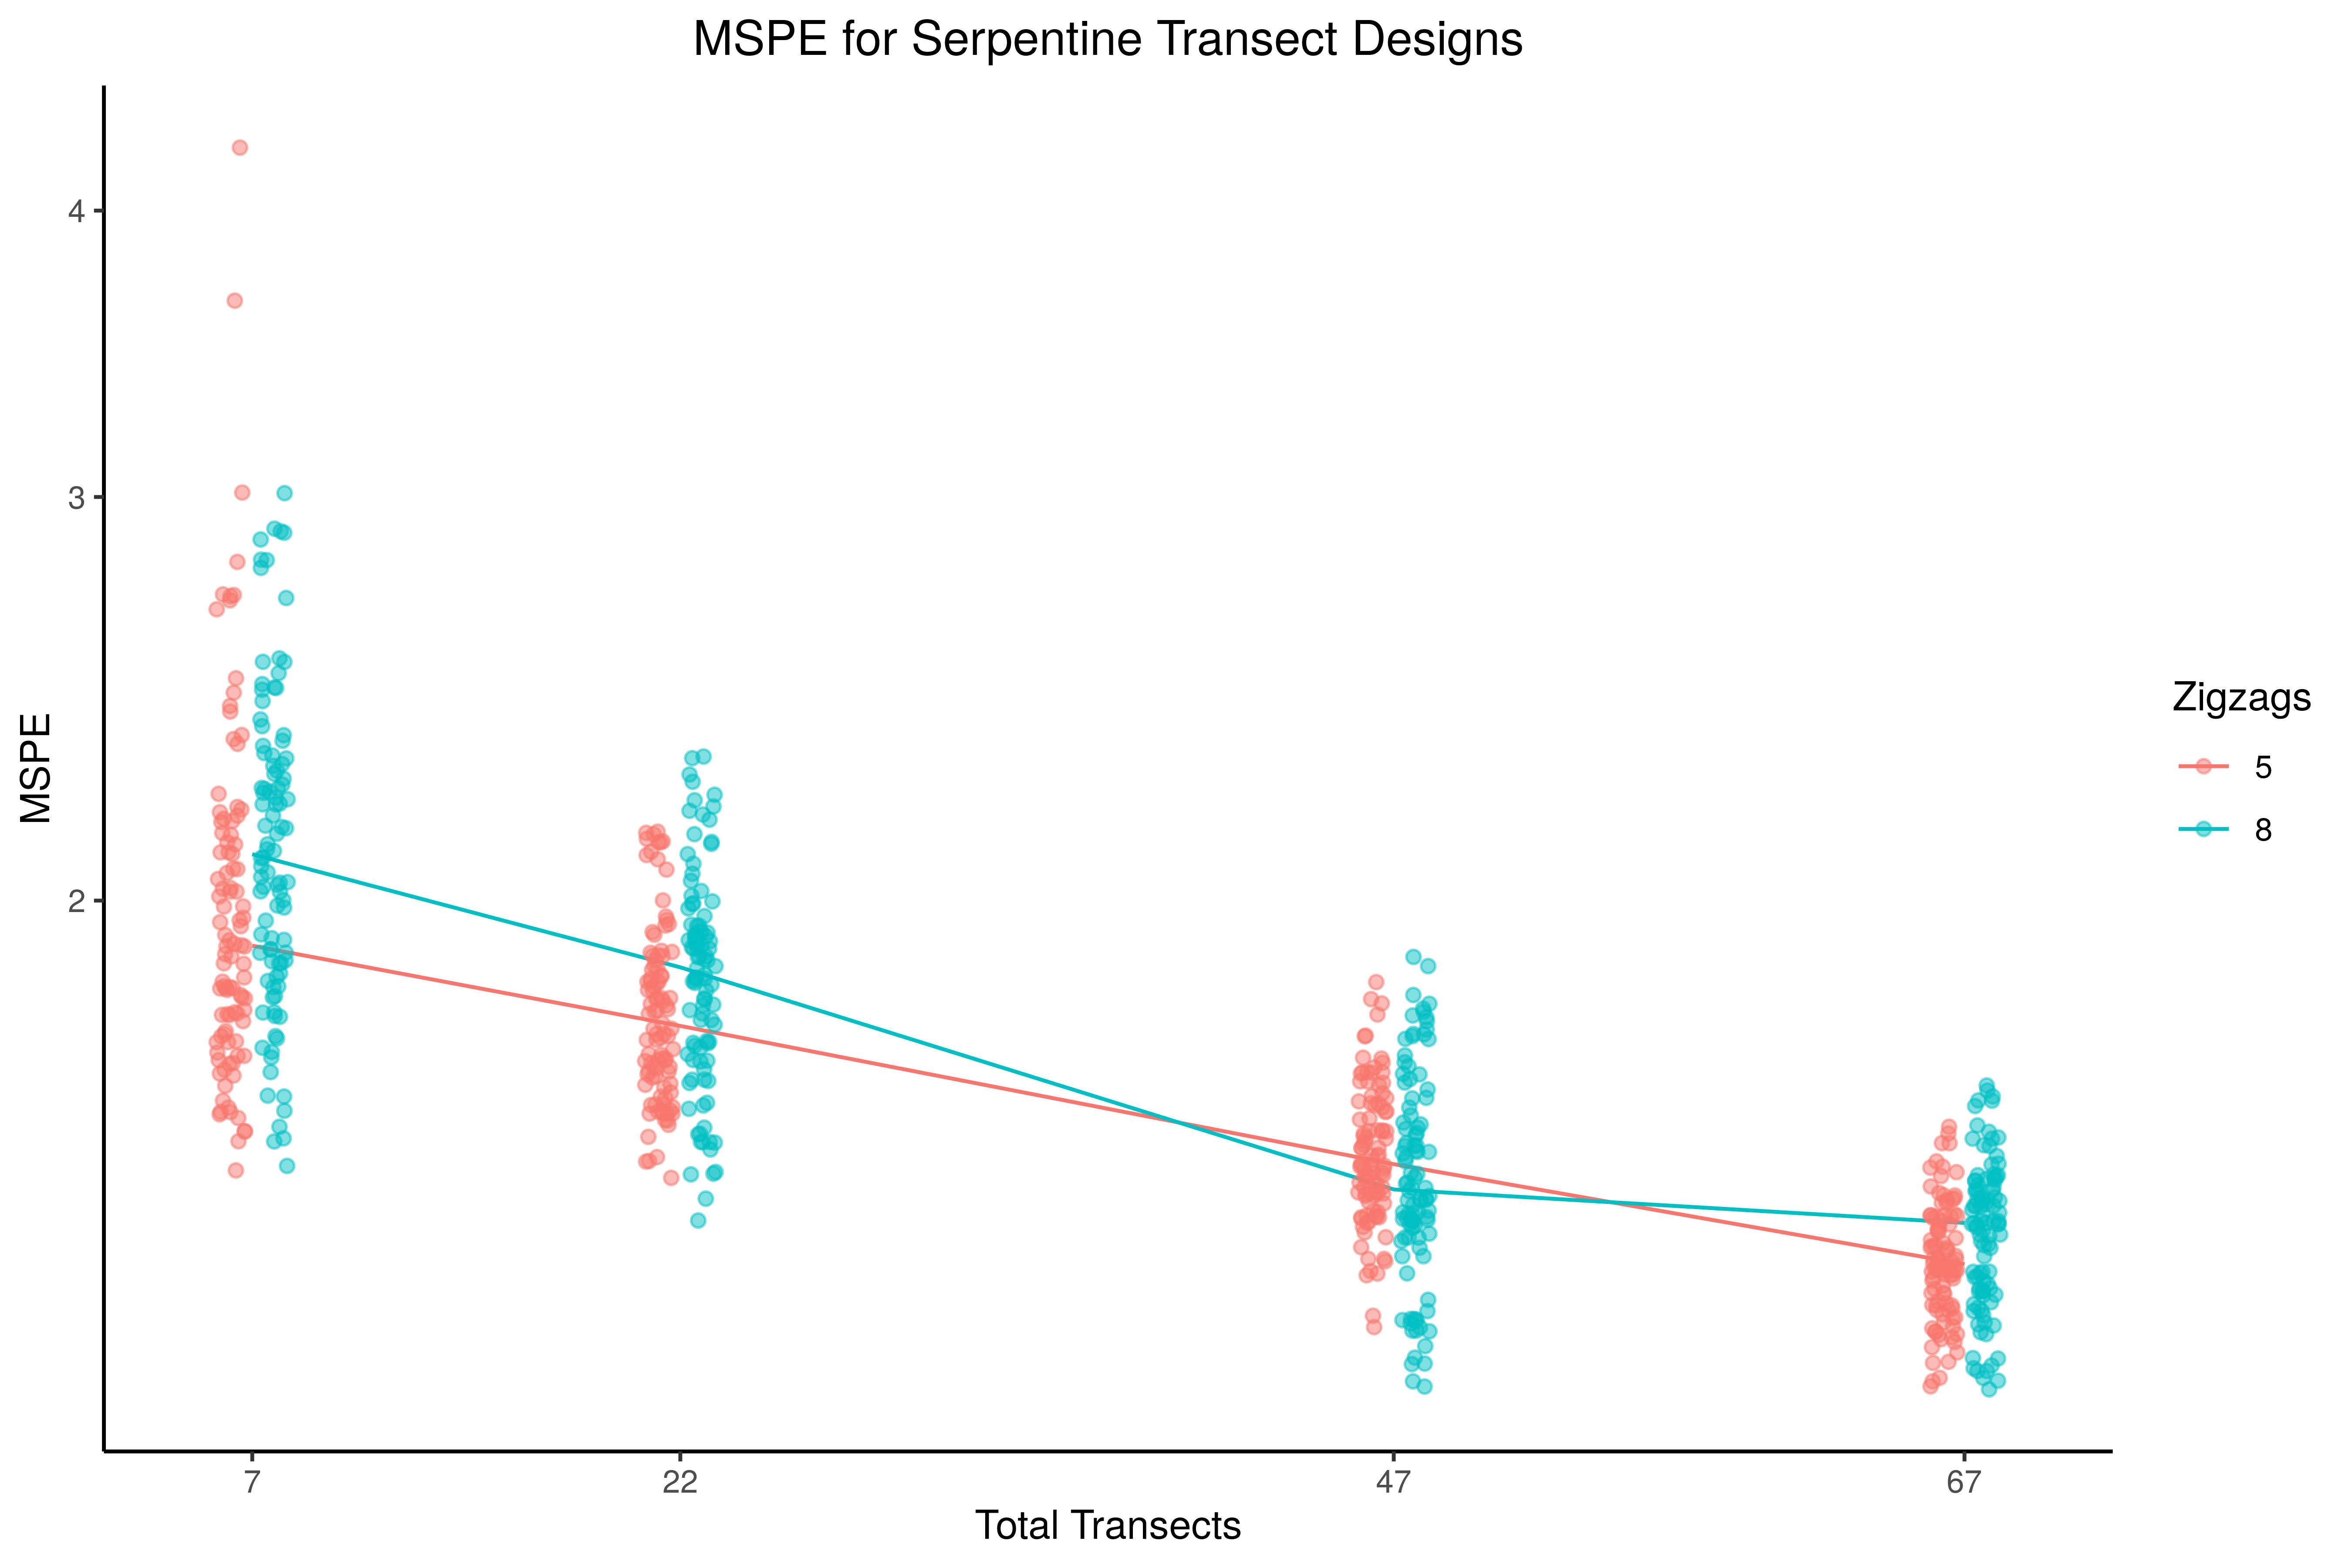 MSPE for Serpentine Transect Designs
MSPE
4
3
2
7 22 47 67
Total Transects
Zigzags
5
8